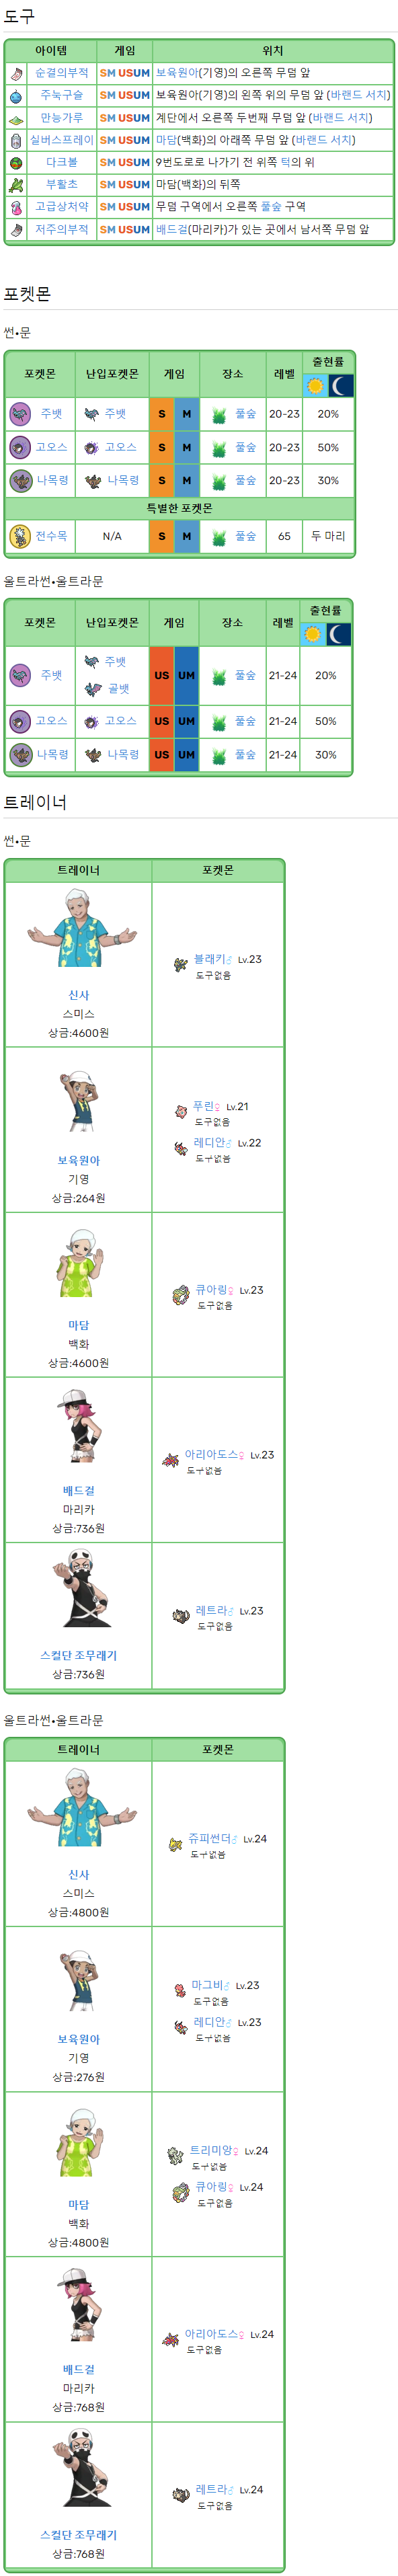 도구
아이템 게임 위치
순결의부적 SM USUM 보육원아(기영)의 오른쪽 무덤 앞
주눅구슬 SM USUM 보육원아(기영)의 왼쪽 위의 무덤 앞 (바랜드 서치)
만능가루 SM USUM 계단에서 오른쪽 두번째 무덤 앞 (바랜드 서치)
실버스프레이 SM USUM 마담(백화)의 아래쪽 무덤 앞 (바랜드 서치)
다크볼 SM USUM 9번도로로 나가기 전 위쪽 턱의 위
부활초 SM USUM 마담(백화)의 뒤쪽
고급상처약 SM USUM 무덤 구역에서 오른쪽 풀숲 구역
저주의부적 SM USUM 배드걸(마리카)가 있는 곳에서 남서쪽 무덤 앞
포켓몬
썬•문
포켓몬 난입포켓몬 게임 장소 레벨 출현률
주뱃 주뱃 S M 풀숲 20-23 20%
고오스 고오스 S M 풀숲 20-23 50%
나목령 나목령 S M 풀숲 20-23 30%
특별한 포켓몬
전수목 N/A S M 풀숲 65 두 마리
울트라썬•울트라문
포켓몬 난입포켓몬 게임 장소 레벨 출현률
주뱃 주뱃 골뱃 US UM 풀숲 21-24 20%
고오스 고오스 US UM 풀숲 21-24 50%
나목령 나목령 US UM 풀숲 21-24 30%
트레이너
썬•문
트레이너 포켓몬
신사
스미스
상금:4600원
블래키♂ Lv.23
도구없음
보육원아
기영
상금:264원
푸린♀ Lv.21
도구없음
레디안♂ Lv.22
도구없음
마담
백화
상금:4600원
큐아링♀ Lv.23
도구없음
배드걸
마리카
상금:736원
아리아도스♀ Lv.23
도구없음
스컬단 조무래기
상금:736원
레트라♂ Lv.23
도구없음
울트라썬•울트라문
트레이너 포켓몬
신사
스미스
상금:4800원
쥬피썬더♂ Lv.24
도구없음
보육원아
기영
상금:276원
마그비♂ Lv.23
도구없음
레디안♂ Lv.23
도구없음
마담
백화
상금:4800원
트리미앙♀ Lv.24
도구없음
큐아링♀ Lv.24
도구없음
배드걸
마리카
상금:768원
아리아도스♀ Lv.24
도구없음
스컬단 조무래기
상금:768원
레트라♂ Lv.24
도구없음